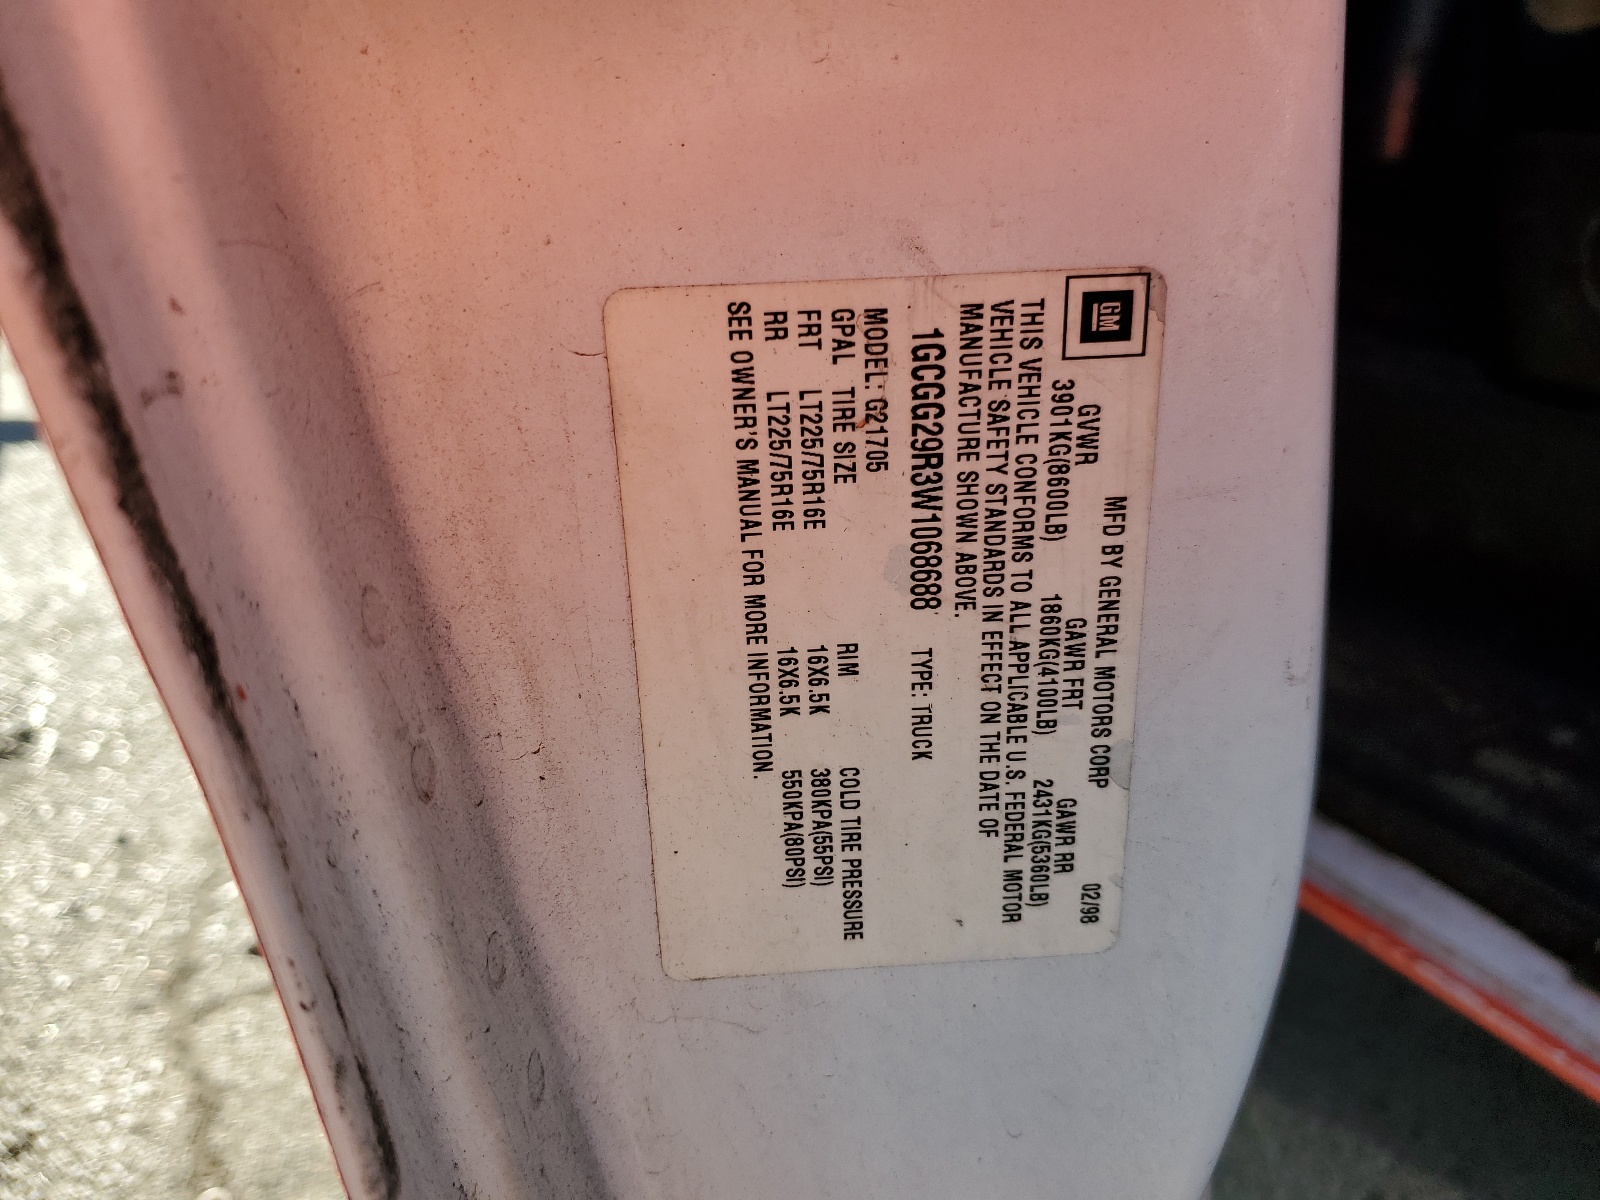 GM
MFD BY GENERAL MOTORS CORP 02/98
GVWR GAWR FRT GAWR RR
3901KG(8600LB) 1860KG(4100LB) 2431KG(5360LB)
THIS VEHICLE CONFORMS TO ALL APPLICABLE U.S. FEDERAL MOTOR
VEHICLE SAFETY STANDARDS IN EFFECT ON THE DATE OF
MANUFACTURE SHOWN ABOVE.
1GCGG29R3W1068688 TYPE: TRUCK
MODEL: G21705
GPAL TIRE SIZE RIM COLD TIRE PRESSURE
FRT LT225/75R16E 16X6.5K 380KPA(55PSI)
RR LT225/75R16E 16X6.5K 550KPA(80PSI)
SEE OWNER'S MANUAL FOR MORE INFORMATION.